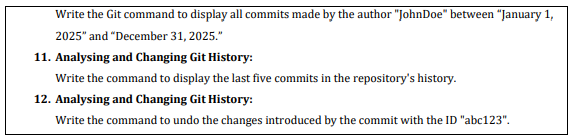 Write the Git command to display all commits made by the author "JohnDoe" between “January 1,
2025” and “December 31, 2025.”
11. Analysing and Changing Git History:
Write the command to display the last five commits in the repository's history.
12. Analysing and Changing Git History:
Write the command to undo the changes introduced by the commit with the ID "abc123".